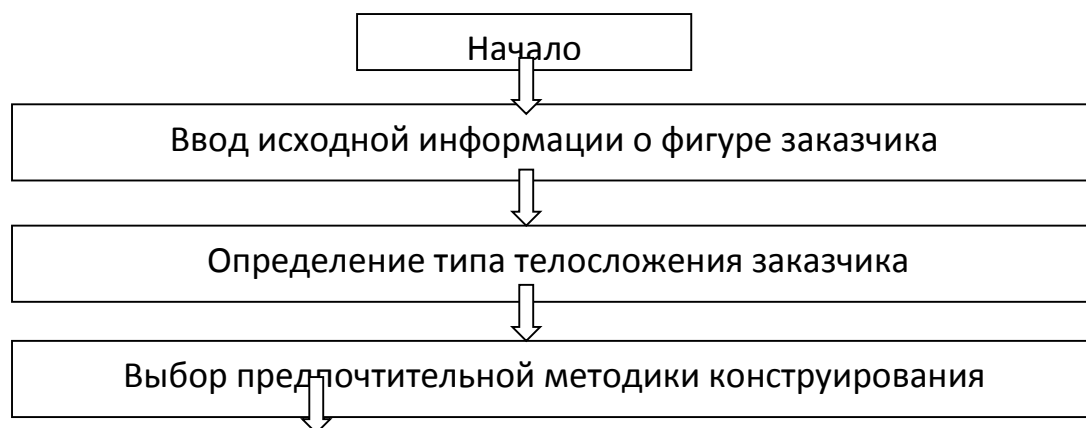 Начало
Ввод исходной информации о фигуре заказчика
Определение типа телосложения заказчика
Выбор предпочтительной методики конструирования